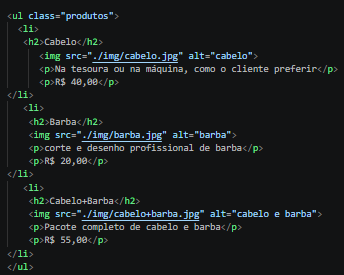 <ul class="produtos">
<li>
<h2>Cabelo</h2>
<img src="./img/cabelo.jpg" alt="cabelo">
<p>Na tesoura ou na máquina, como o cliente preferir</p>
<p>R$ 40,00</p>
</li>
<li>
<h2>Barba</h2>
<img src="./img/barba.jpg" alt="barba">
<p>corte e desenho profissional de barba</p>
<p>R$ 20,00</p>
</li>
<li>
<h2>Cabelo+Barba</h2>
<img src="./img/cabelo+barba.jpg" alt="cabelo e barba">
<p>Pacote completo de cabelo e barba</p>
<p>R$ 55,00</p>
</li>
</ul>